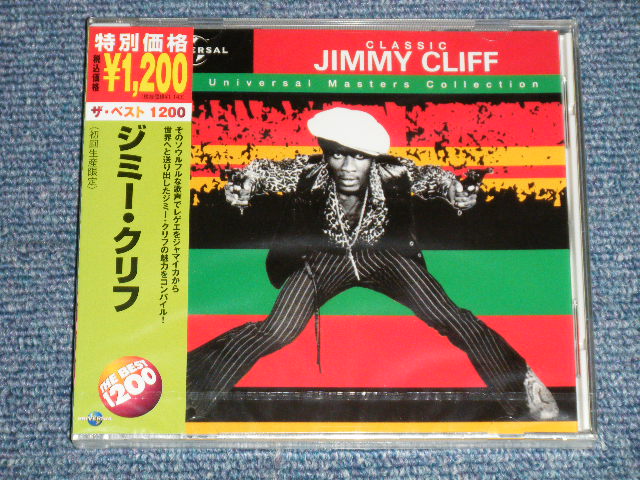 特別価格
税込価格
¥1,200
ザ・ベスト 1200
ジミー・クリフ
〈初回生産限定〉
そのソウルフルな歌声でレゲエをジャマイカから
世界へと送り出したジミー・クリフの魅力をコンパイル!
THE BEST
1200
UNIVERSAL
CLASSIC
JIMMY CLIFF
Universal Masters Collection